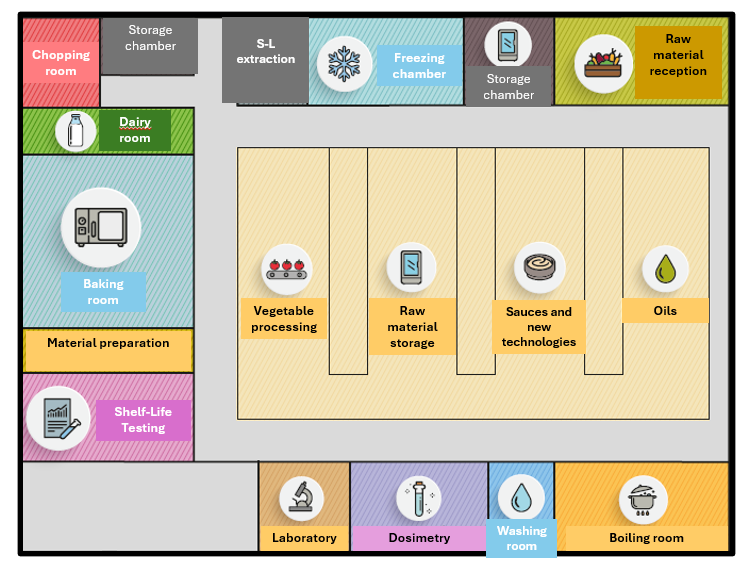 Chopping
room
Storage
chamber
S-L
extraction
Freezing
chamber
Storage
chamber
Raw
material
reception
Dairy
room
Baking
room
Material preparation
Shelf-Life
Testing
Vegetable
processing
Raw
material
storage
Sauces and
new
technologies
Oils
Laboratory
Dosimetry
Washing
room
Boiling room